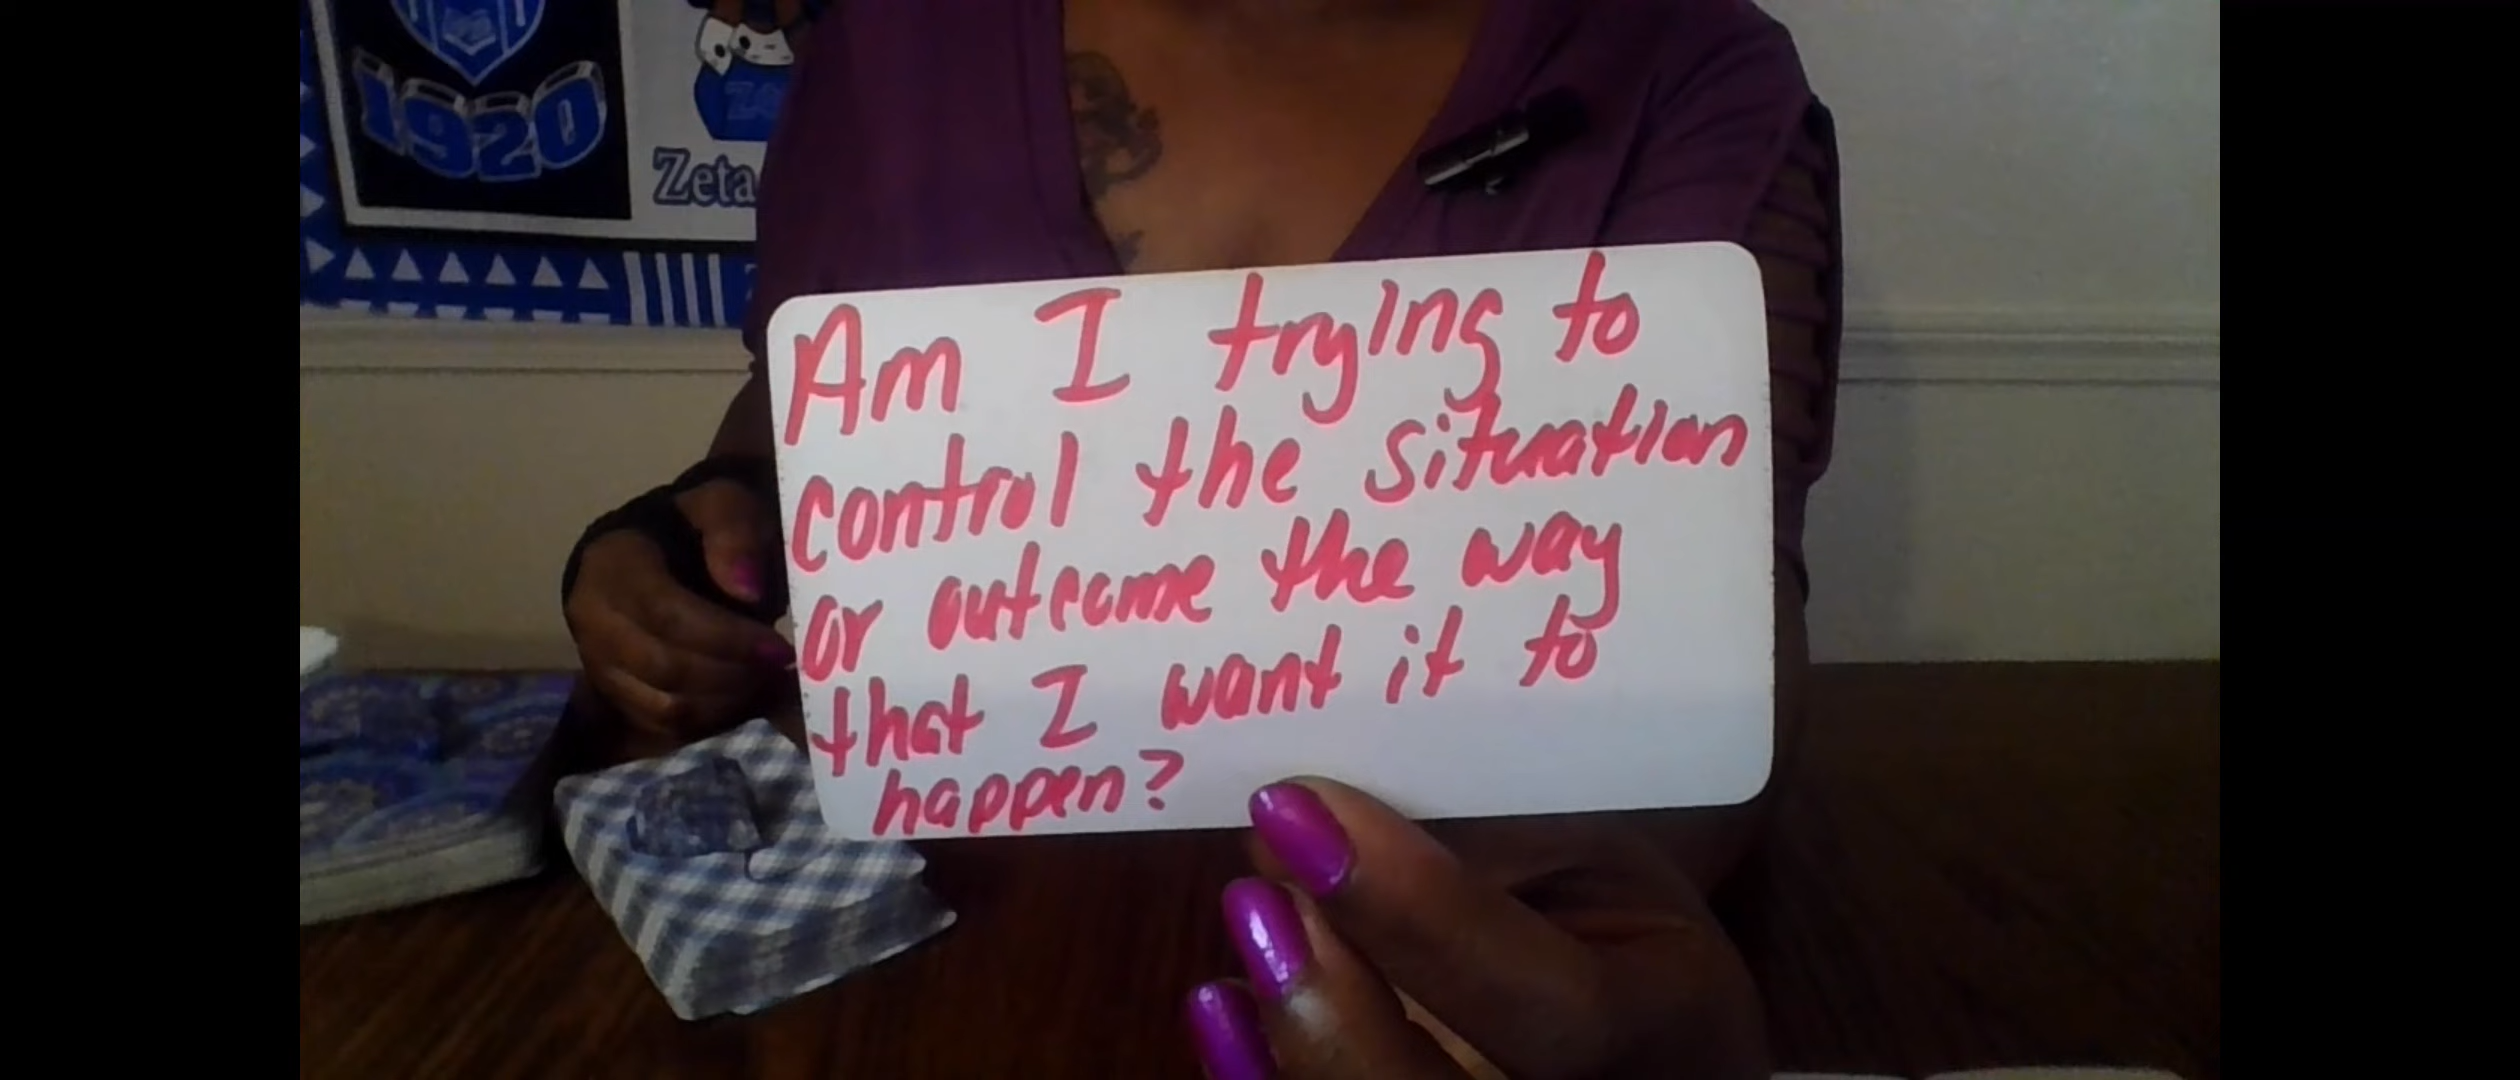 1920
Zeta
Am I trying to
control the situation
or outcome the way
that I want it to
happen?